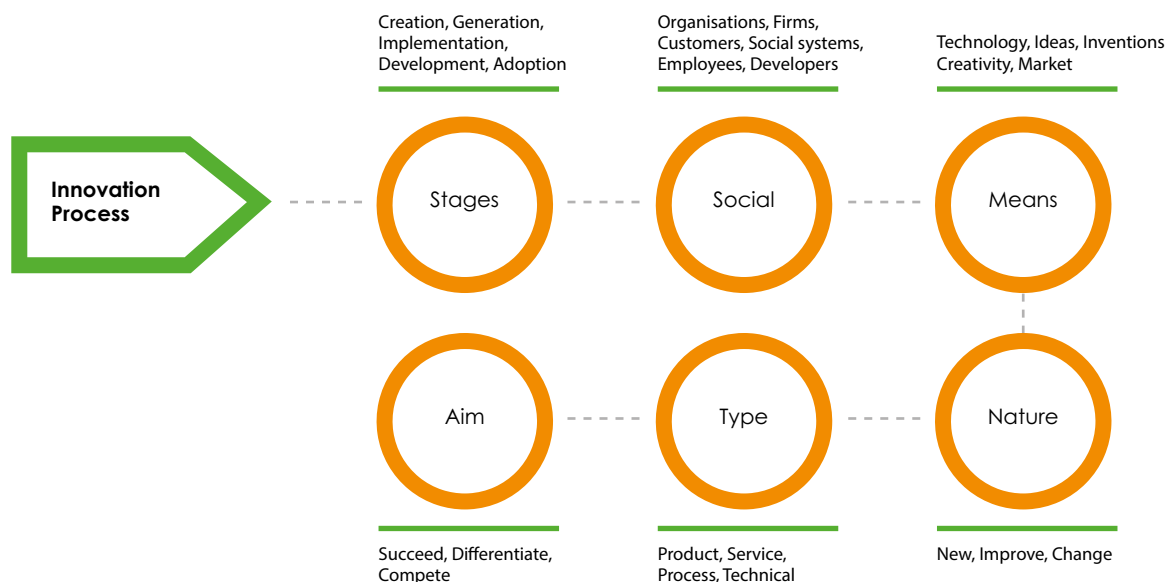 Creation, Generation,
Implementation,
Development, Adoption
Organisations, Firms,
Customers, Social systems,
Employees, Developers
Technology, Ideas, Inventions
Creativity, Market
Innovation
Process
Stages
Social
Means
Aim
Type
Nature
Succeed, Differentiate,
Compete
Product, Service,
Process, Technical
New, Improve, Change